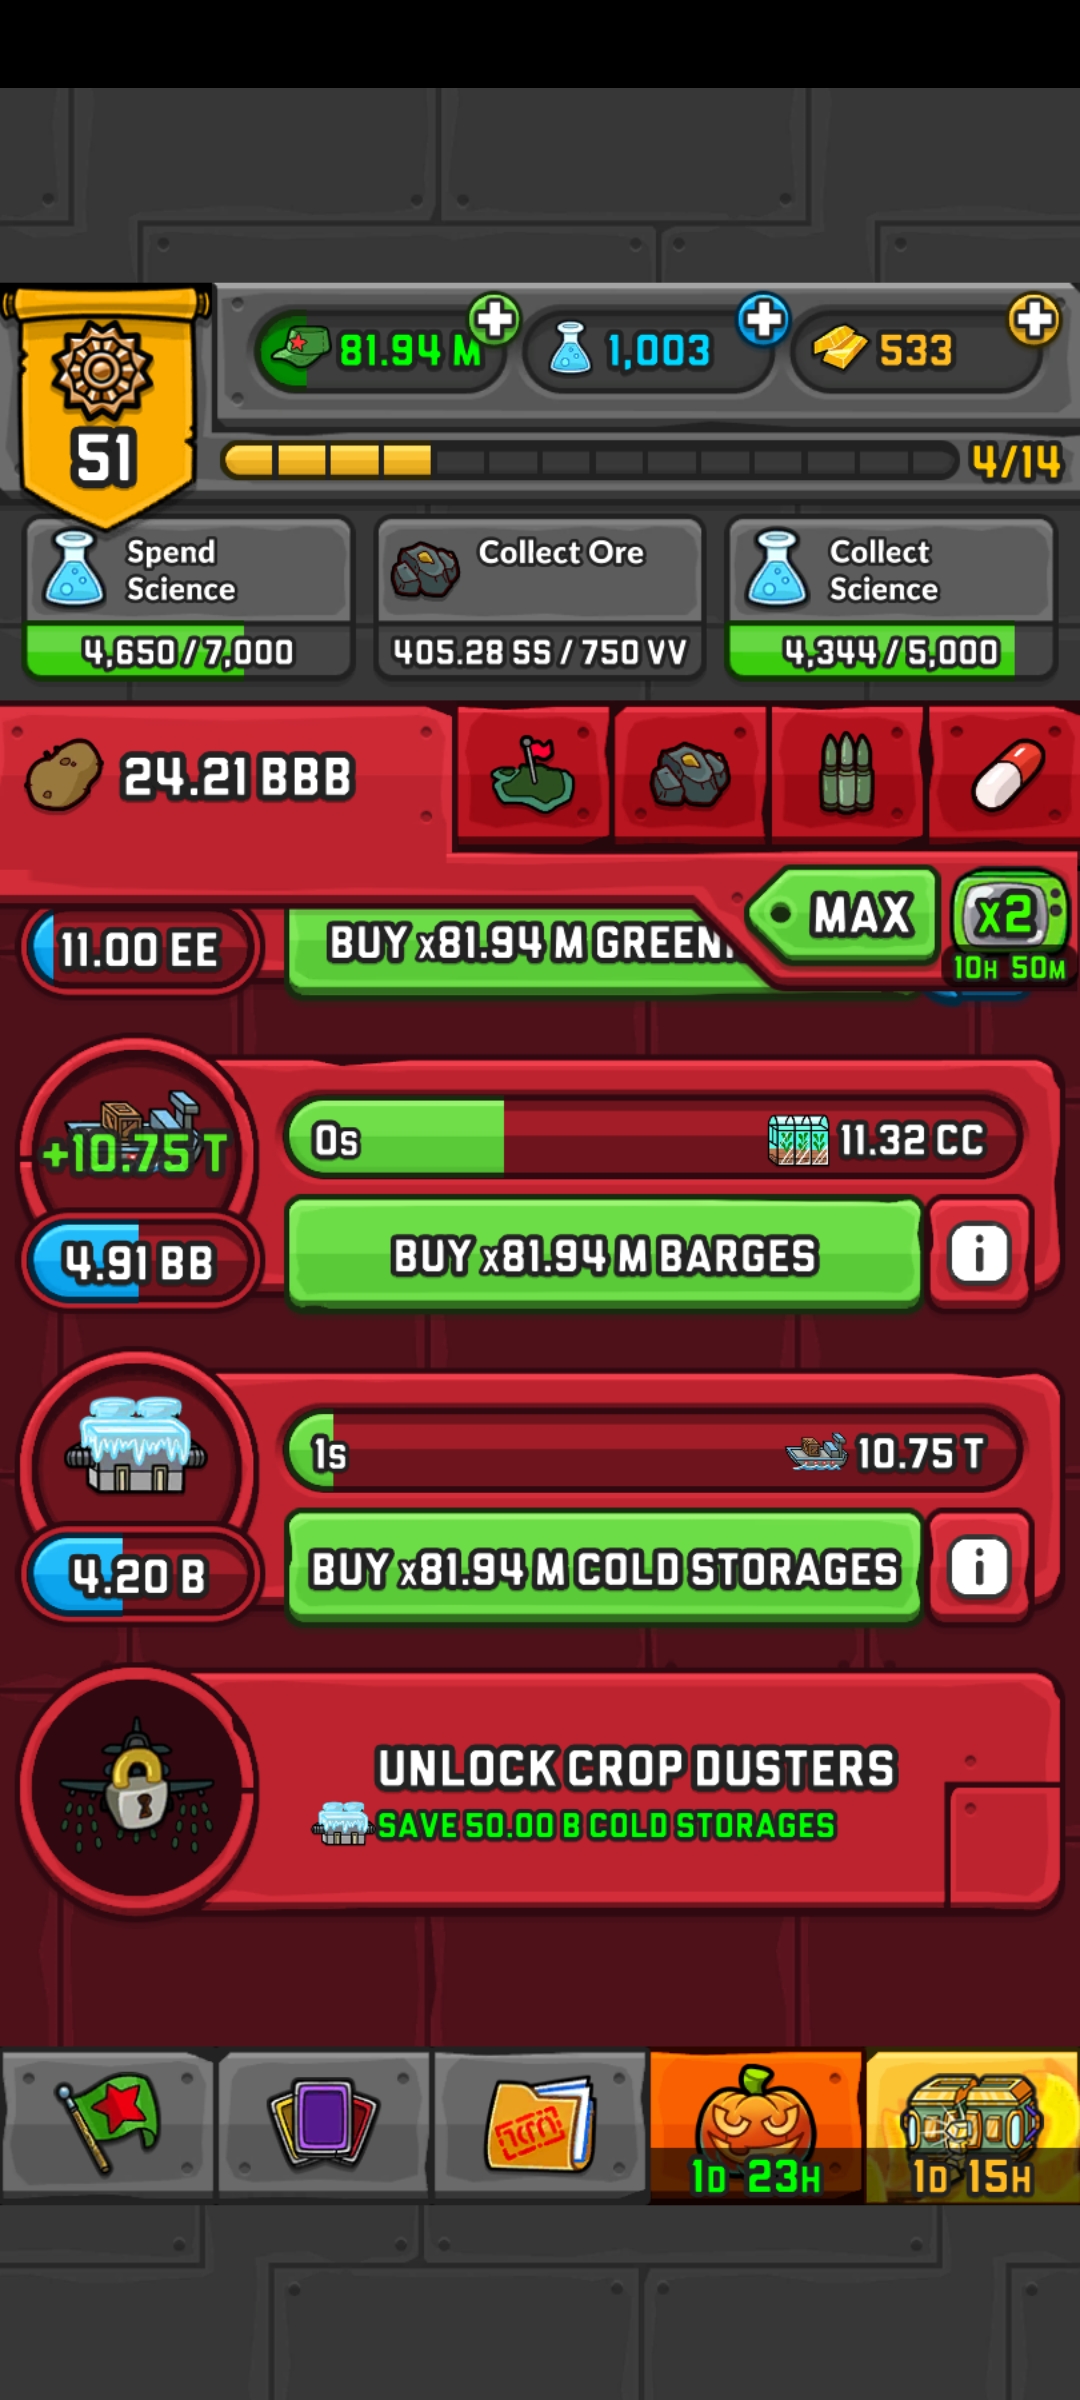 81.94 M
1,003
533
51
4/14
Spend
Science
4,650/7,000
Collect Ore
405.28 SS/750 VV
Collect
Science
4,344/5,000
24.21 BBB
MAX
X2
10H 50M
11.00 EE
BUY x81.94 M GREEN
+10.75 T
0s
11.32 CC
4.91 BB
BUY x81.94 M BARGES
i
1s
10.75 T
4.20 B
BUY x81.94 M COLD STORAGES
i
UNLOCK CROP DUSTERS
SAVE 50.00 B COLD STORAGES
1D 23H
1D 15H